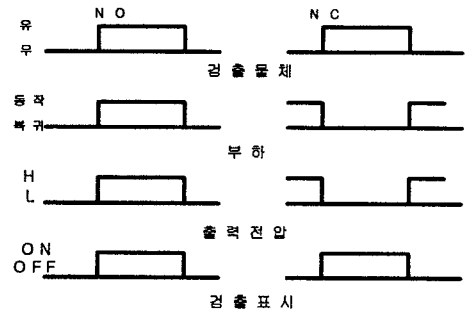 N O N C
유
무
검 출 물 체
동 작
복 귀
부 하
H
L
출 력 전 압
O N
O F F
검 출 표 시